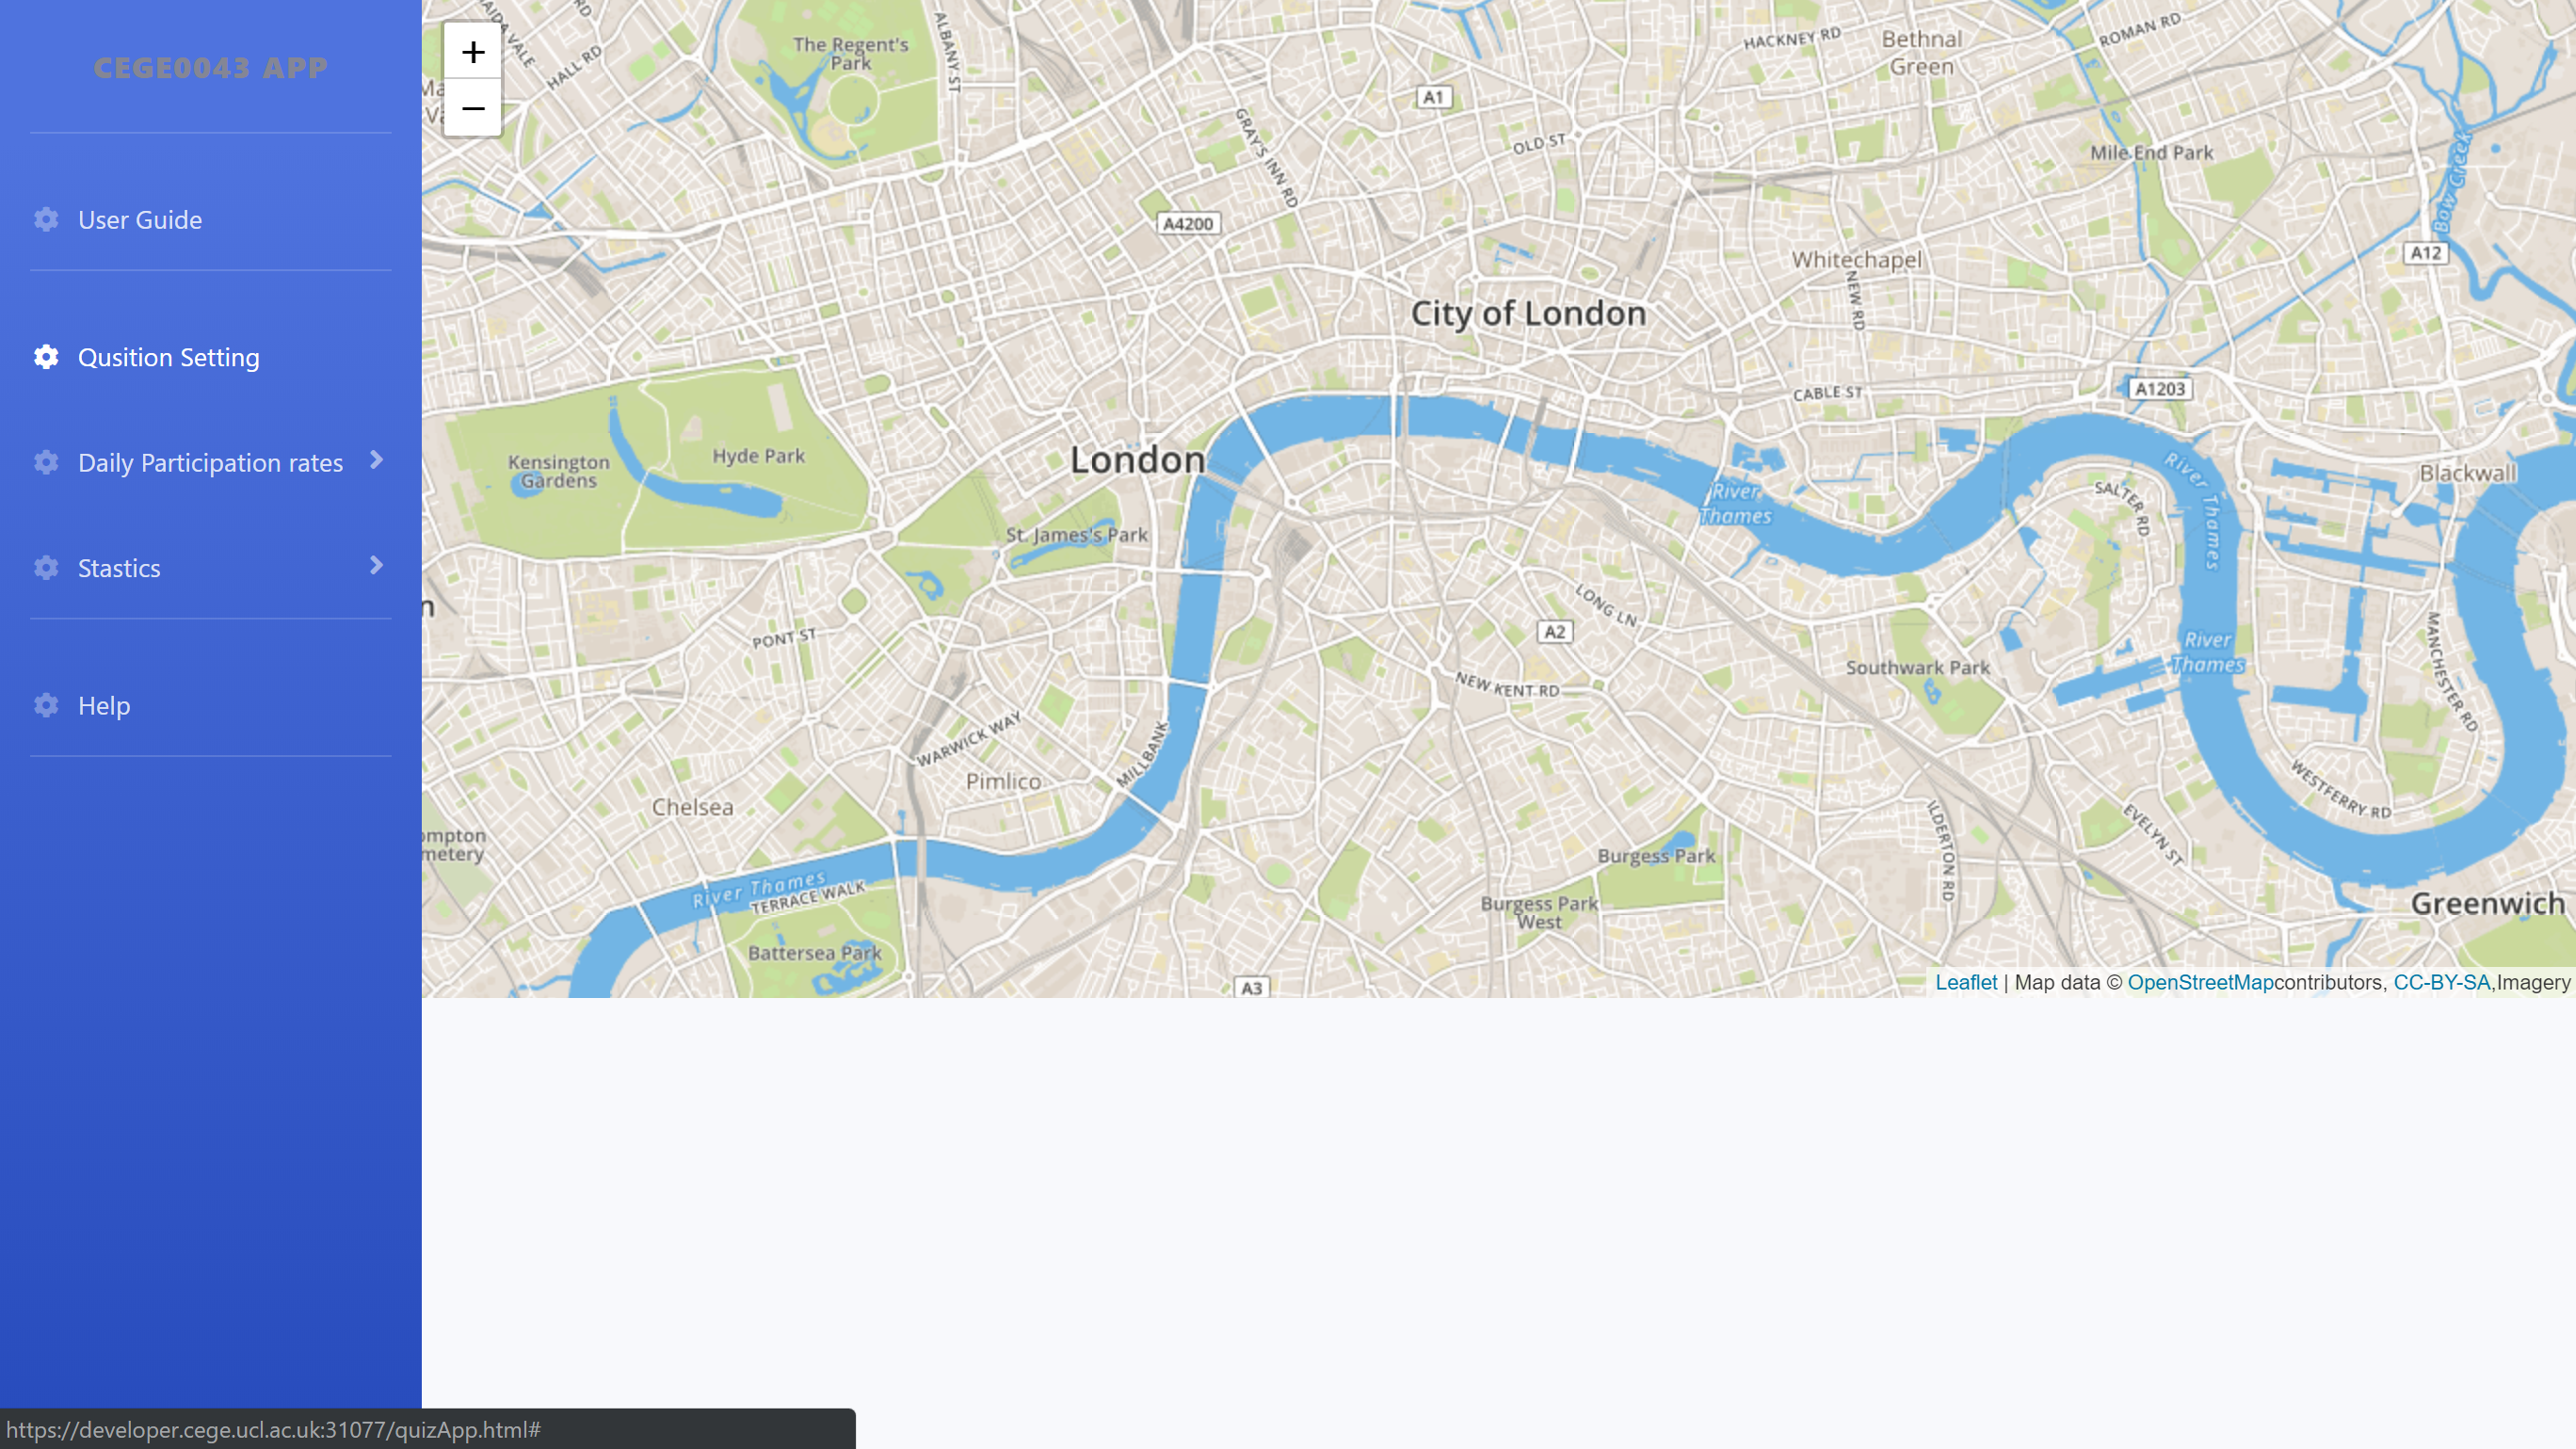 CEGE0043 APP
User Guide
Qusition Setting
Daily Participation rates
Stastics
Help
+
−
HALL RD
The Regent's
Park
ALBANY ST
GRAY'S INN RD
A4200
A1
OLD ST
HACKNEY RD
Bethnal
Green
ROMAN RD
Mile End Park
Bow Creek
A12
Whitechapel
NEW RD
City of London
CABLE ST
A1203
Kensington
Gardens
Hyde Park
London
St. James's Park
River
Thames
SALTER RD
River Thames
Blackwall
n
PONT ST
LONG LN
A2
Southwark Park
River
Thames
MANCHESTER RD
NEW KENT RD
WARWICK WAY
MILLBANK
Pimlico
Chelsea
WESTFERRY RD
EVELYN ST
ILDERTON RD
ompton
metery
River Thames
TERRACE WALK
Burgess Park
Burgess Park
West
Greenwich
Battersea Park
A3
Leaflet | Map data © OpenStreetMapcontributors, CC-BY-SA,Imagery
https://developer.cege.ucl.ac.uk:31077/quizApp.html#